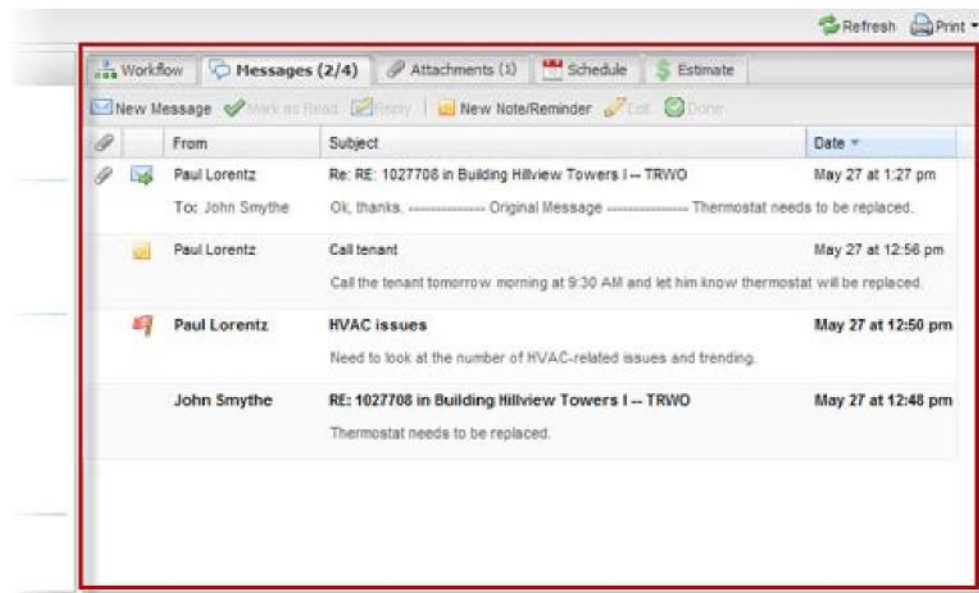 Refresh Print
Workflow Messages (2/4) Attachments (1) Schedule Estimate
New Message Mark as Read Reply New Note/Reminder Edit Done
From Subject Date
Paul Lorentz Re: RE: 1027708 in Building Hillview Towers I -- TRWO May 27 at 1:27 pm
To: John Smythe Ok, thanks. --------------- Original Message ---------------- Thermostat needs to be replaced.
Paul Lorentz Call tenant May 27 at 12:56 pm
Call the tenant tomorrow morning at 9:30 AM and let him know thermostat will be replaced.
Paul Lorentz HVAC issues May 27 at 12:50 pm
Need to look at the number of HVAC-related issues and trending.
John Smythe RE: 1027708 in Building Hillview Towers I -- TRWO May 27 at 12:48 pm
Thermostat needs to be replaced.